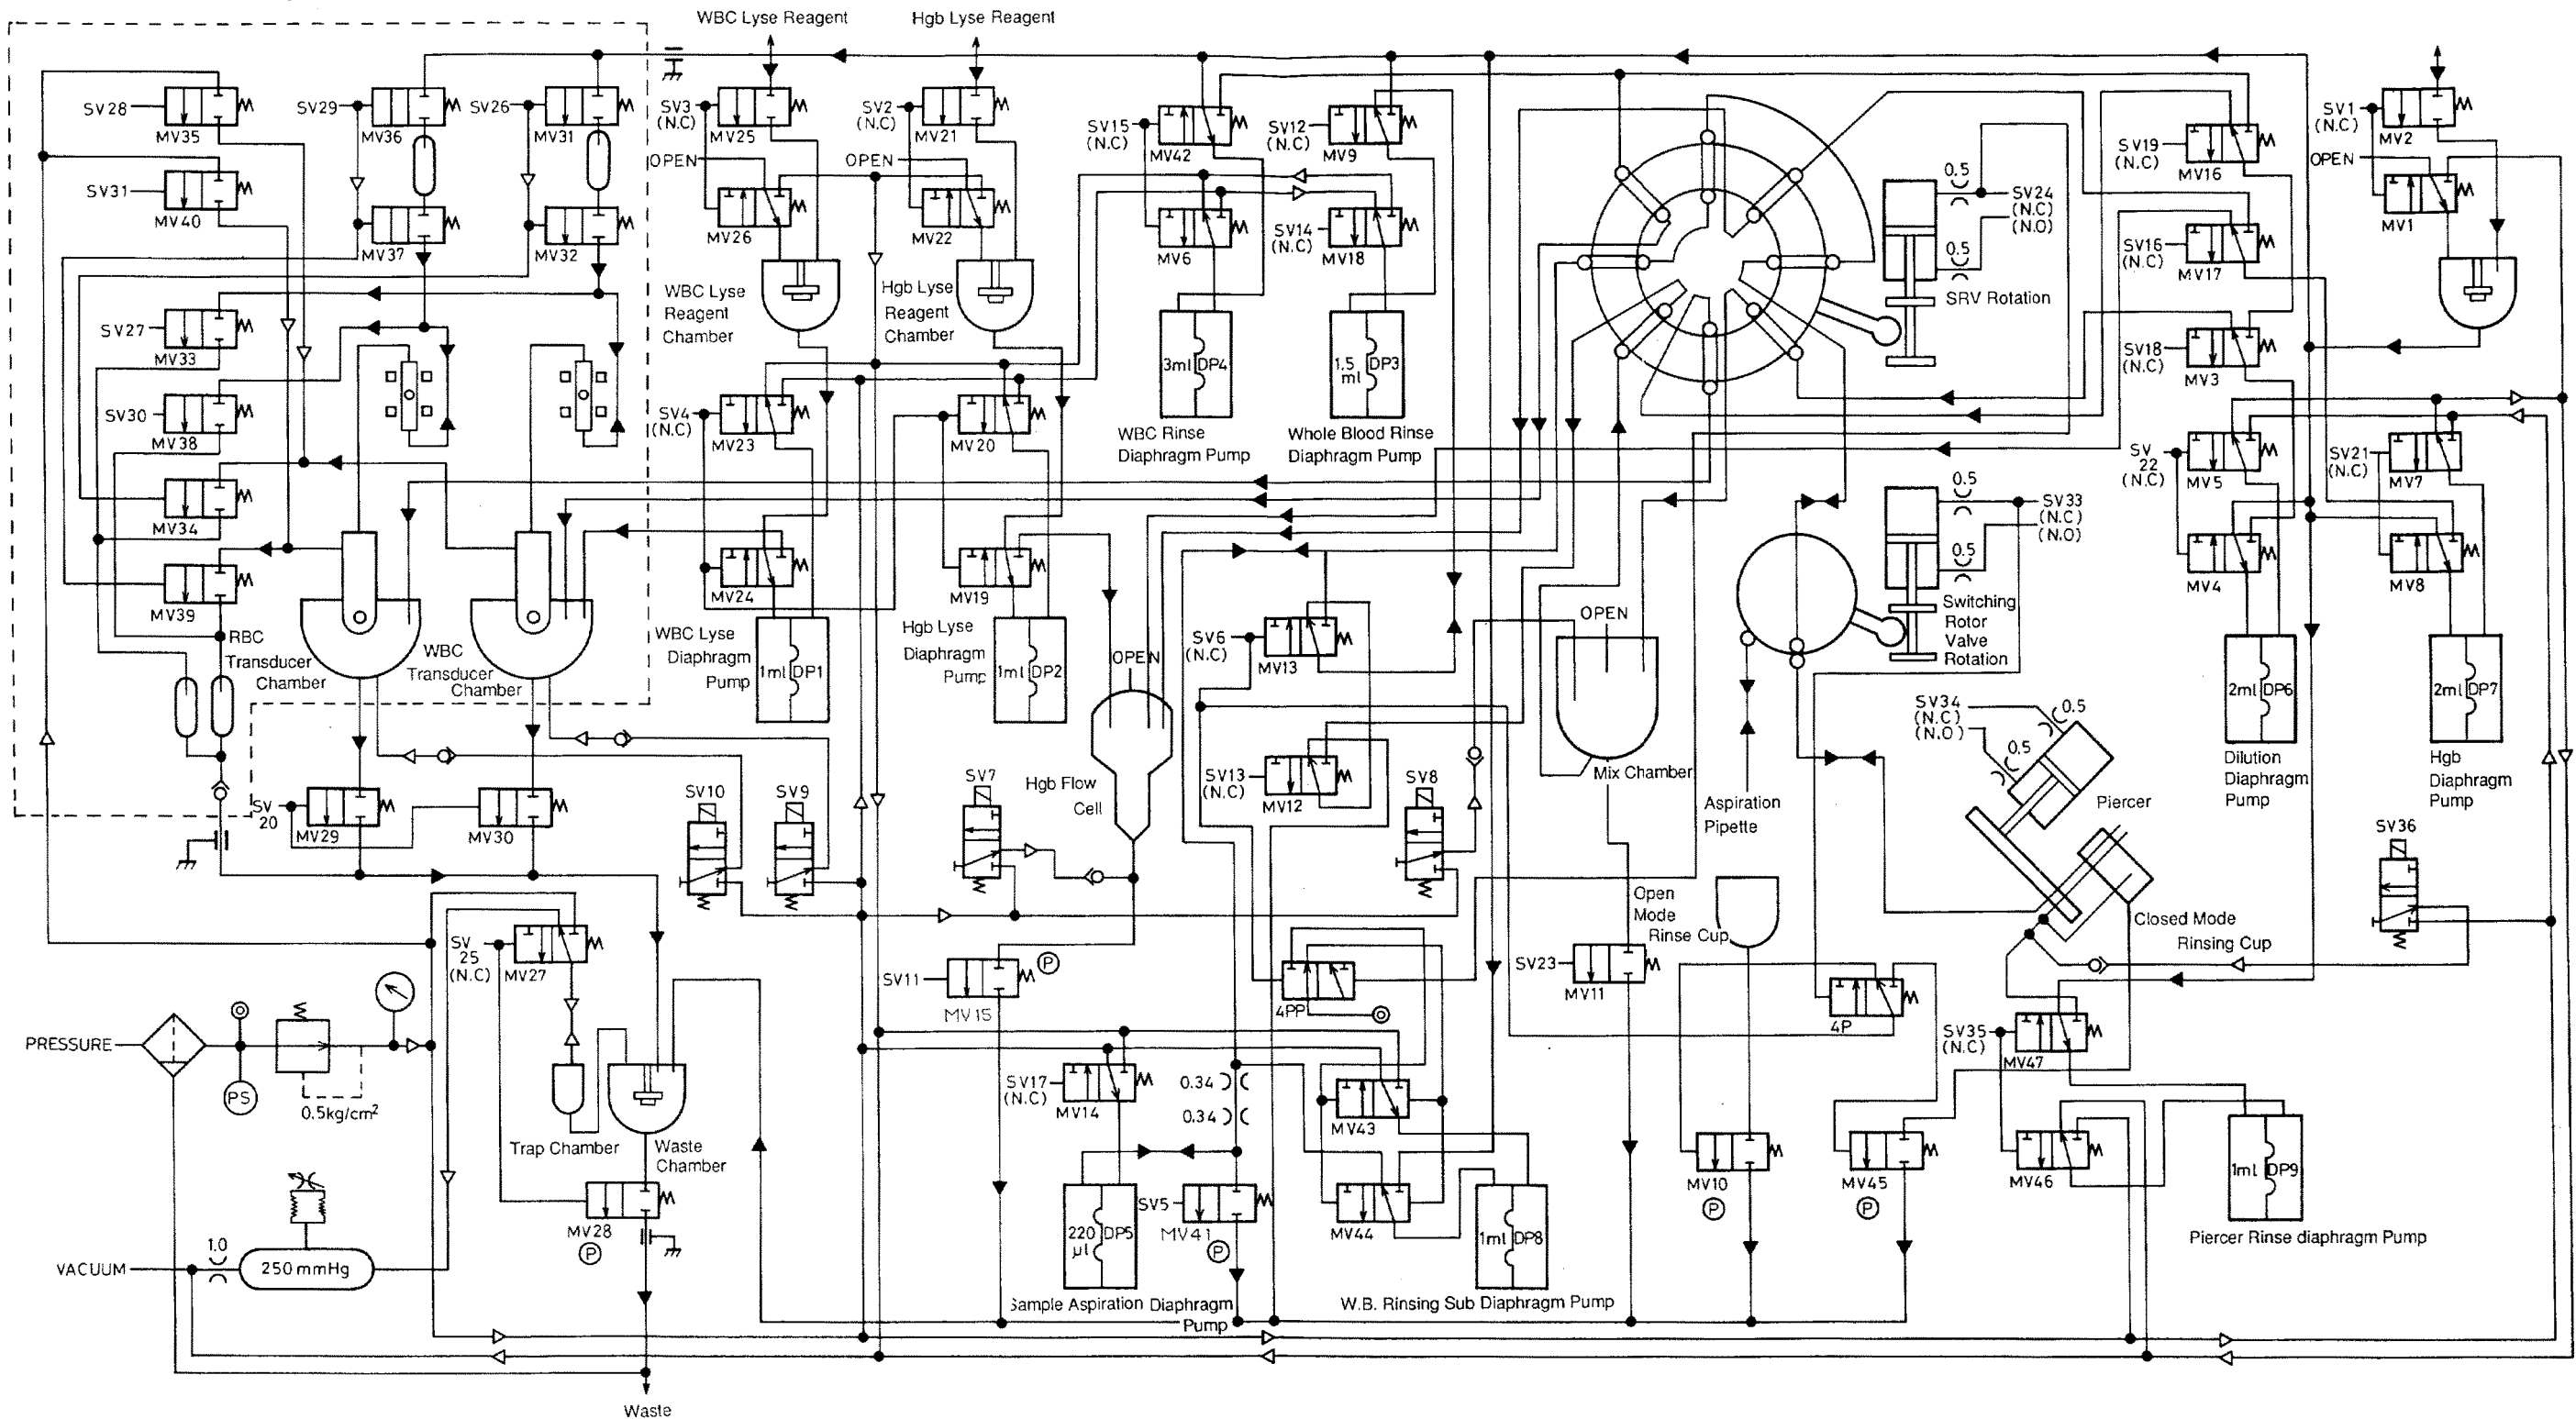 WBC Lyse Reagent
Hgb Lyse Reagent
SV28
MV35
SV29
MV36
SV26
MV31
SV3
(N.C)
MV25
SV2
(N.C)
MV21
SV15
(N.C)
MV42
SV12
(N.C)
MV9
SV19
(N.C)
MV16
SV1
(N.C)
MV2
OPEN
MV1
SV31
MV40
MV37
MV32
OPEN
MV26
OPEN
MV22
MV6
SV14
(N.C)
MV18
0.5
SV24
(N.C)
(N.O)
0.5
SRV Rotation
SV16
(N.C)
MV17
WBC Lyse
Reagent
Chamber
Hgb Lyse
Reagent
Chamber
SV27
MV33
3ml
DP4
1.5
ml
DP3
SV18
(N.C)
MV3
SV30
MV38
SV4
(N.C)
MV23
MV20
WBC Rinse
Diaphragm Pump
Whole Blood Rinse
Diaphragm Pump
SV
22
(N.C)
MV5
SV21
(N.C)
MV7
MV34
0.5
SV33
(N.C)
(N.O)
0.5
MV39
MV24
MV19
MV4
MV8
Switching
Rotor
Valve
Rotation
RBC
Transducer
Chamber
WBC
Transducer
Chamber
WBC Lyse
Diaphragm
Pump
1ml
DP1
Hgb Lyse
Diaphragm
Pump
1ml
DP2
OPEN
SV6
(N.C)
MV13
OPEN
Mix Chamber
2ml
DP6
2ml
DP7
SV34
(N.C)
(N.O)
0.5
0.5
Piercer
Dilution
Diaphragm
Pump
Hgb
Diaphragm
Pump
SV
20
MV29
MV30
SV10
SV9
SV7
Hgb Flow
Cell
SV13
(N.C)
MV12
SV8
Aspiration
Pipette
SV36
Open
Mode
Rinse Cup
Closed Mode
Rinsing Cup
SV
25
(N.C)
MV27
SV11
MV15
P
4PP
SV23
MV11
4P
SV35
(N.C)
MV47
PRESSURE
PS
0.5kg/cm²
Trap Chamber
Waste
Chamber
SV17
(N.C)
MV14
0.34
0.34
MV43
MV10
P
MV45
P
MV46
1ml
DP9
Piercer Rinse diaphragm Pump
MV28
P
220
µl
DP5
SV5
MV41
P
MV44
1ml
DP8
VACUUM
1.0
250mmHg
Sample Aspiration Diaphragm
Pump
W.B. Rinsing Sub Diaphragm Pump
Waste